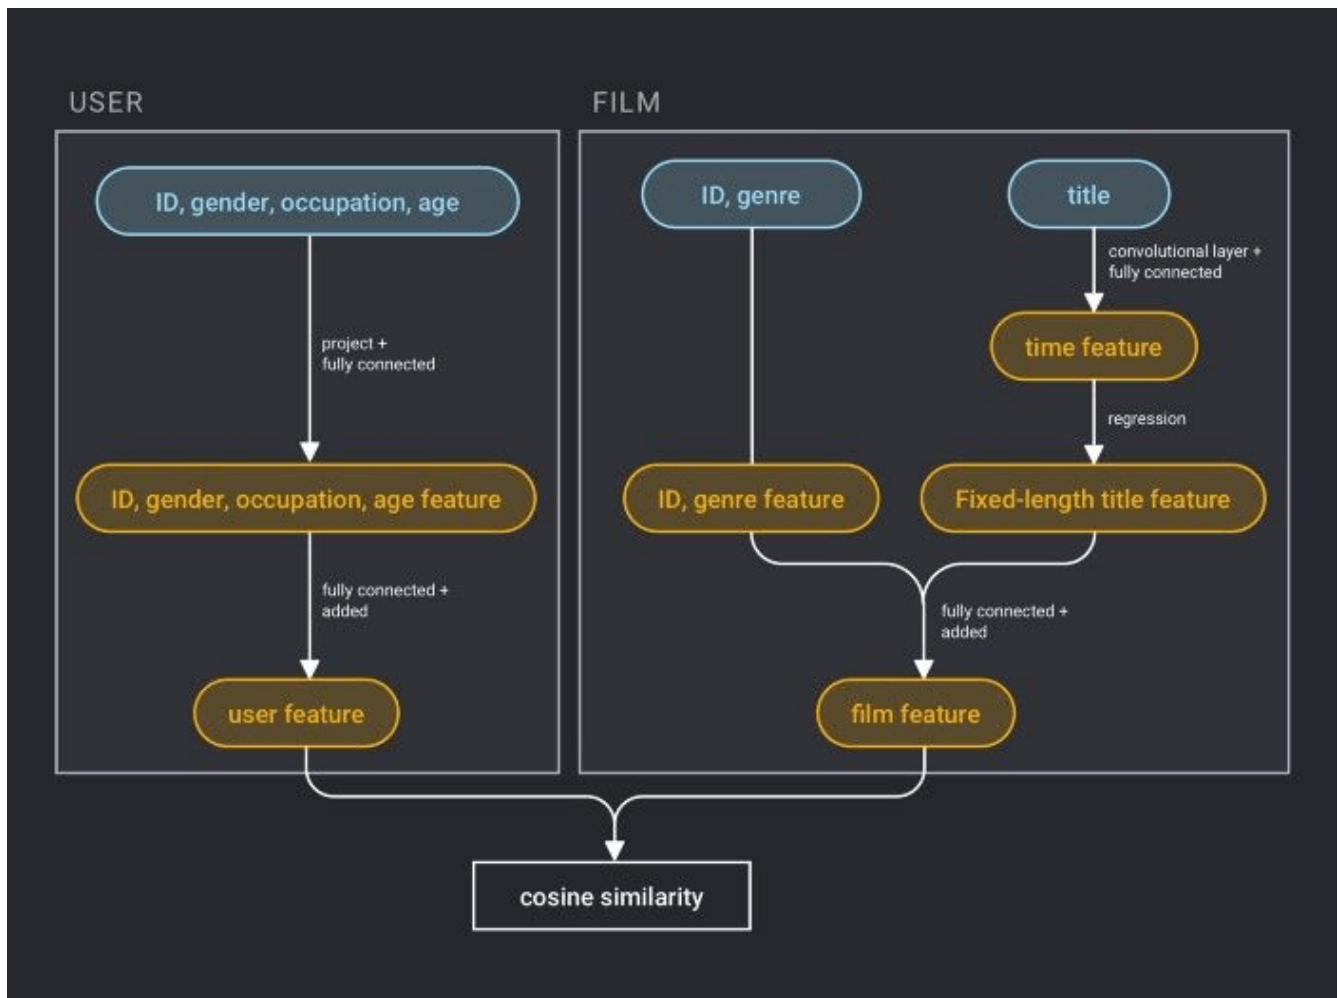 USER
FILM
ID, gender, occupation, age
ID, genre
title
convolutional layer +
fully connected
project +
fully connected
time feature
regression
ID, gender, occupation, age feature
ID, genre feature
Fixed-length title feature
fully connected +
added
fully connected +
added
user feature
film feature
cosine similarity